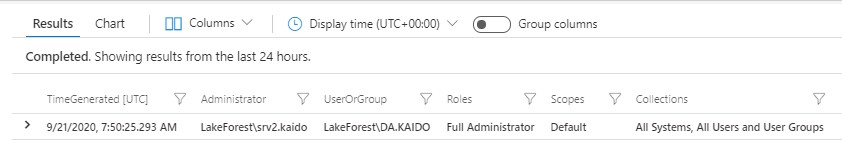 Results Chart Columns Display time (UTC+00:00) Group columns
Completed. Showing results from the last 24 hours.
TimeGenerated [UTC] Administrator UserOrGroup Roles Scopes Collections
9/21/2020, 7:50:25.293 AM LakeForest\srv2.kaido LakeForest\DA.KAIDO Full Administrator Default All Systems, All Users and User Groups